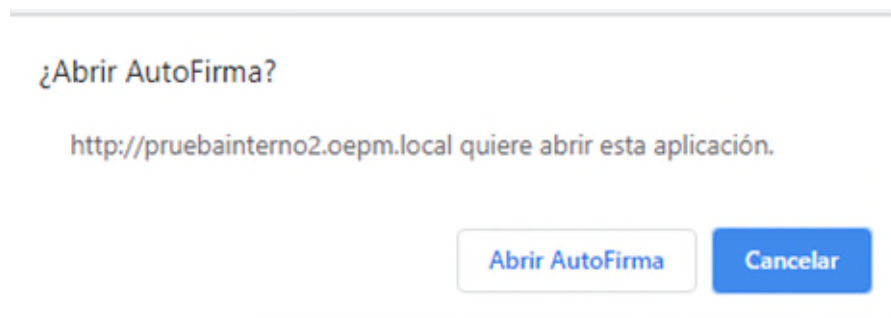 ¿Abrir AutoFirma?
http://pruebainterno2.oepm.local quiere abrir esta aplicación.
Abrir AutoFirma
Cancelar